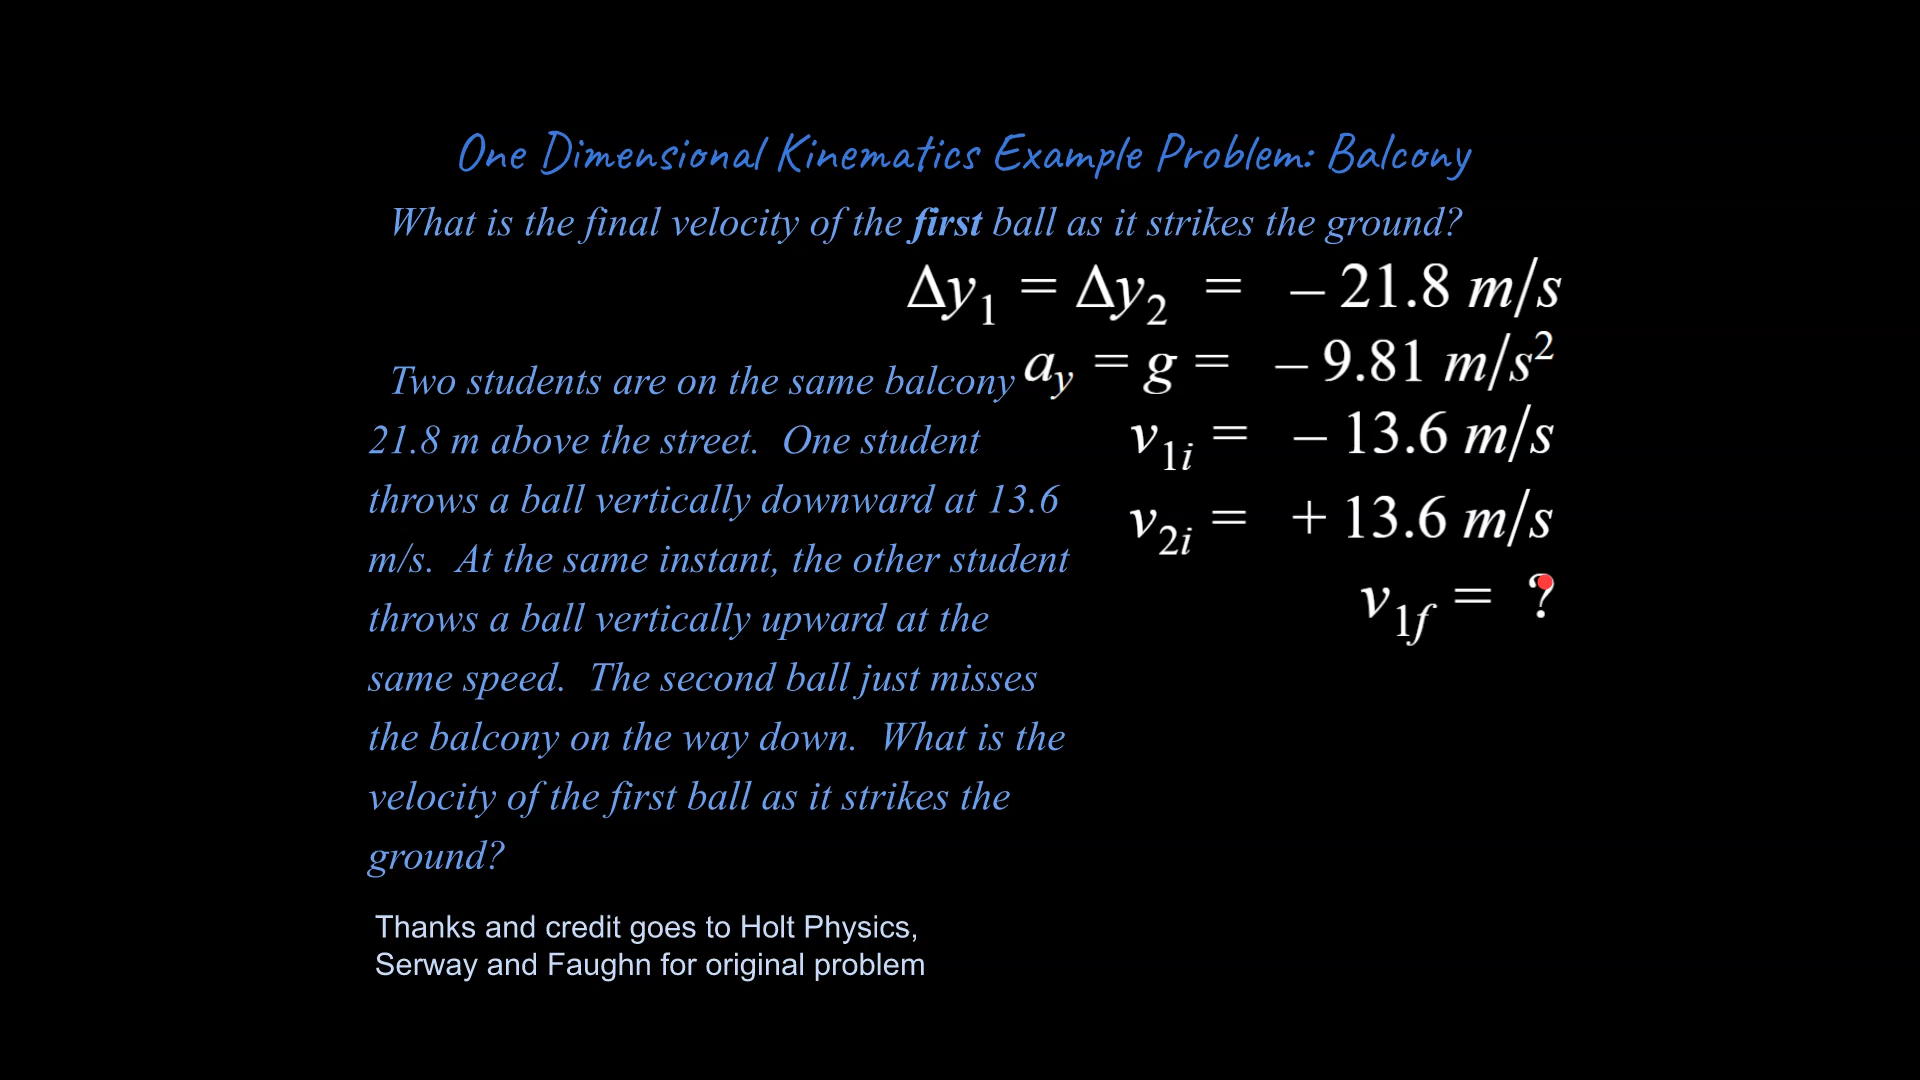 One Dimensional Kinematics Example Problem: Balcony
What is the final velocity of the first ball as it strikes the ground?
Δy₁ = Δy₂ = – 21.8 m/s
a_y = g = – 9.81 m/s²
v_1i = – 13.6 m/s
v_2i = + 13.6 m/s
v_1f = ?
Two students are on the same balcony
21.8 m above the street. One student
throws a ball vertically downward at 13.6
m/s. At the same instant, the other student
throws a ball vertically upward at the
same speed. The second ball just misses
the balcony on the way down. What is the
velocity of the first ball as it strikes the
ground?
Thanks and credit goes to Holt Physics,
Serway and Faughn for original problem